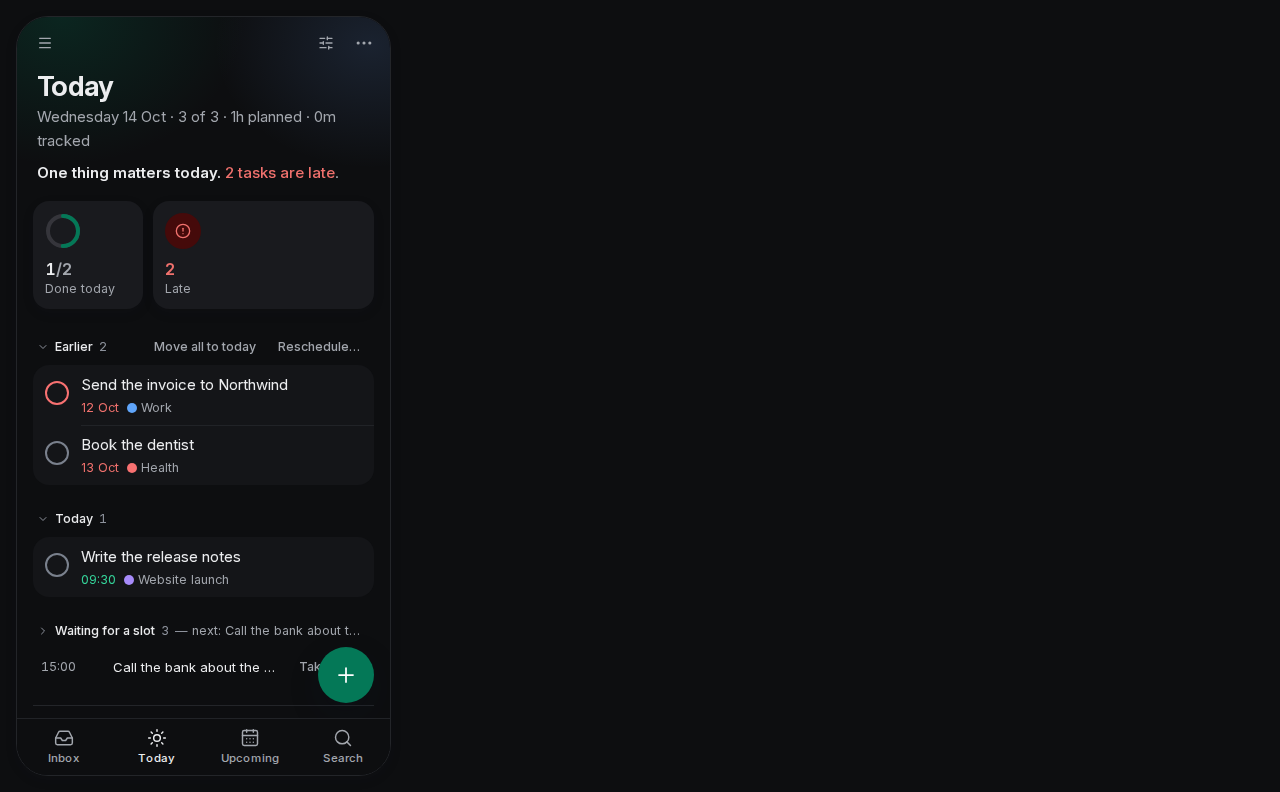 Today
Wednesday 14 Oct · 3 of 3 · 1h planned · 0m
tracked
One thing matters today. 2 tasks are late.
1/2
Done today
2
Late
Earlier 2 Move all to today Reschedule…
Send the invoice to Northwind
12 Oct Work
Book the dentist
13 Oct Health
Today 1
Write the release notes
09:30 Website launch
Waiting for a slot 3 — next: Call the bank about t…
15:00 Call the bank about the …
Inbox Today Upcoming Search